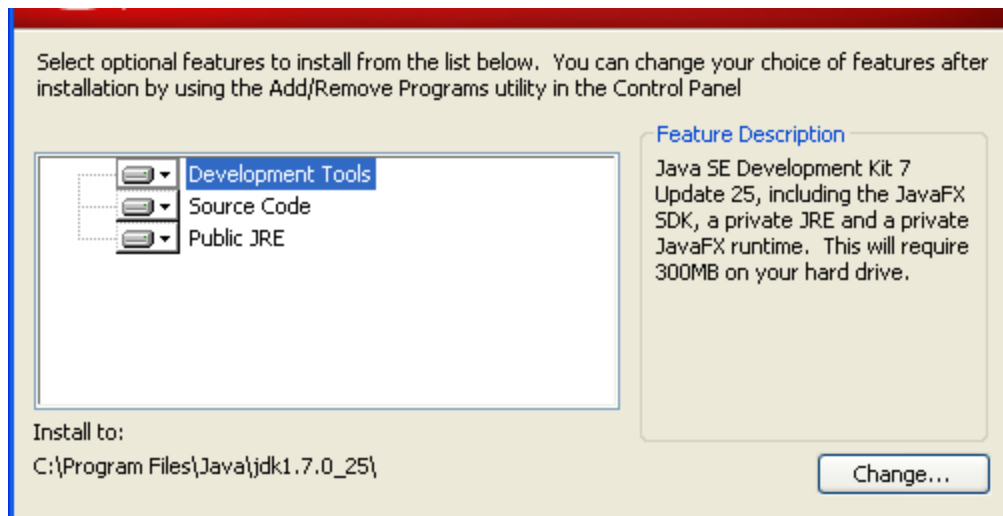 Select optional features to install from the list below.  You can change your choice of features after
installation by using the Add/Remove Programs utility in the Control Panel
Development Tools
Source Code
Public JRE
Feature Description
Java SE Development Kit 7
Update 25, including the JavaFX
SDK, a private JRE and a private
JavaFX runtime.  This will require
300MB on your hard drive.
Install to:
C:\Program Files\Java\jdk1.7.0_25\
Change...